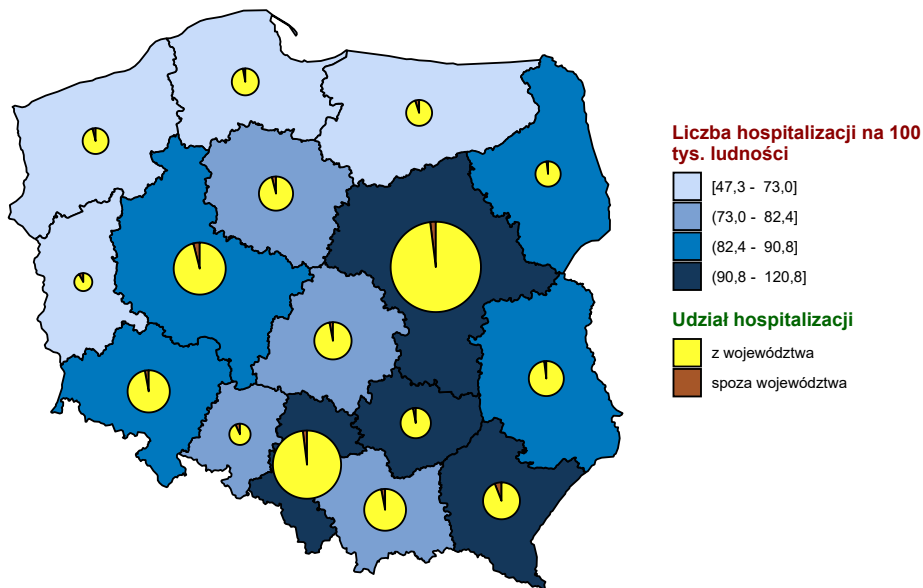 Liczba hospitalizacji na 100
tys. ludności
[47,3 - 73,0]
(73,0 - 82,4]
(82,4 - 90,8]
(90,8 - 120,8]
Udział hospitalizacji
z województwa
spoza województwa